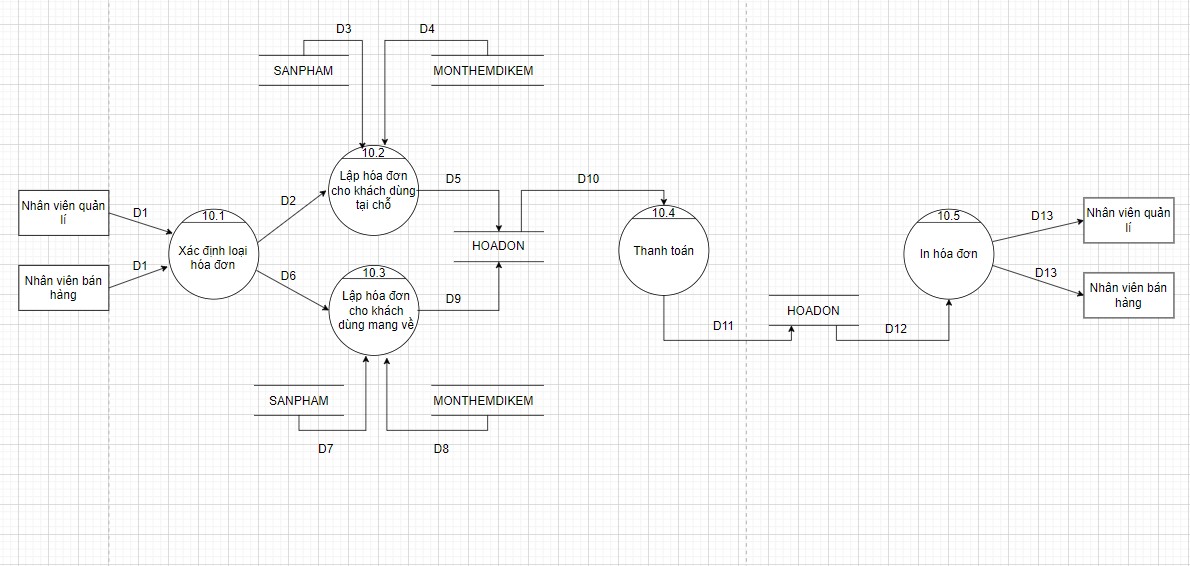 D3
D4
SANPHAM
MONTHEMDIKEM
10.2
Lập hóa đơn
cho khách dùng
tại chỗ
D5
D10
Nhân viên quản
lí
D1
D2
10.1
Xác định loại
hóa đơn
HOADON
10.4
Thanh toán
10.5
In hóa đơn
D13
Nhân viên quản
lí
Nhân viên bán
hàng
D1
D6
10.3
Lập hóa đơn
cho khách
dùng mang về
D9
D13
Nhân viên bán
hàng
D11
HOADON
D12
SANPHAM
MONTHEMDIKEM
D7
D8